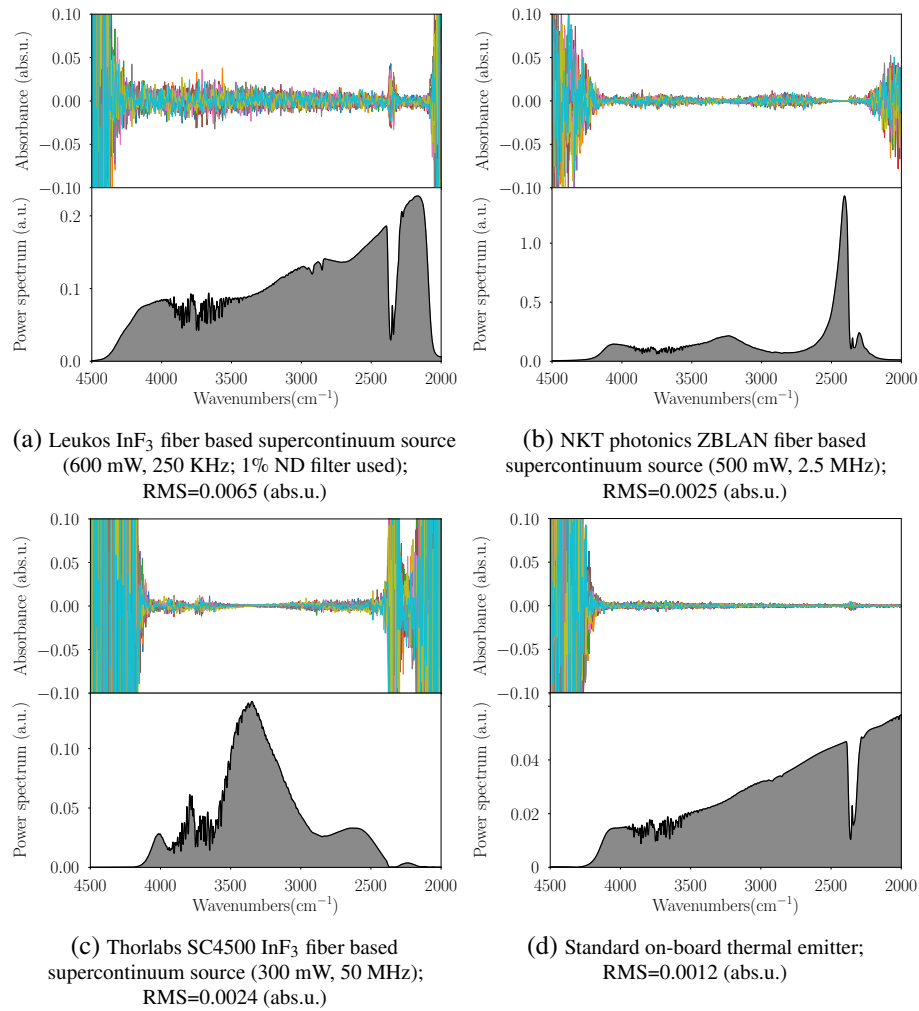 0.10
0.05
0.00
−0.05
−0.10
Absorbance (abs.u.)
0.2
0.1
0.0
Power spectrum (a.u.)
4500 4000 3500 3000 2500 2000
Wavenumbers(cm⁻¹)
(a) Leukos InF₃ fiber based supercontinuum source
(600 mW, 250 KHz; 1% ND filter used);
RMS=0.0065 (abs.u.)
0.10
0.05
0.00
−0.05
−0.10
Absorbance (abs.u.)
1.0
0.5
0.0
Power spectrum (a.u.)
4500 4000 3500 3000 2500 2000
Wavenumbers(cm⁻¹)
(b) NKT photonics ZBLAN fiber based
supercontinuum source (500 mW, 2.5 MHz);
RMS=0.0025 (abs.u.)
0.10
0.05
0.00
−0.05
−0.10
Absorbance (abs.u.)
0.10
0.05
0.00
Power spectrum (a.u.)
4500 4000 3500 3000 2500 2000
Wavenumbers(cm⁻¹)
(c) Thorlabs SC4500 InF₃ fiber based
supercontinuum source (300 mW, 50 MHz);
RMS=0.0024 (abs.u.)
0.10
0.05
0.00
−0.05
−0.10
Absorbance (abs.u.)
0.04
0.02
0
Power spectrum (a.u.)
4500 4000 3500 3000 2500 2000
Wavenumbers(cm⁻¹)
(d) Standard on-board thermal emitter;
RMS=0.0012 (abs.u.)